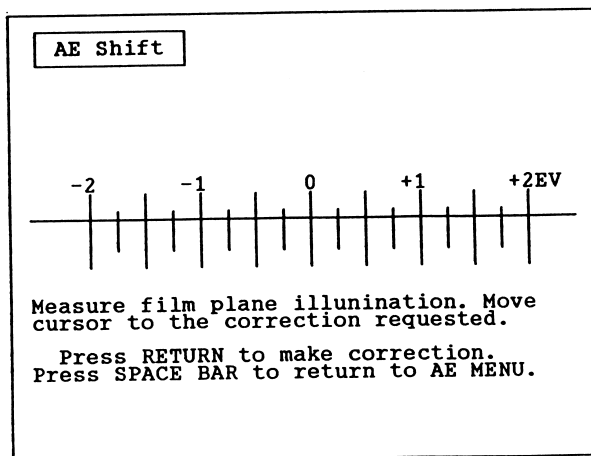 AE Shift
-2 -1 0 +1 +2EV
Measure film plane illunination. Move
cursor to the correction requested.
Press RETURN to make correction.
Press SPACE BAR to return to AE MENU.